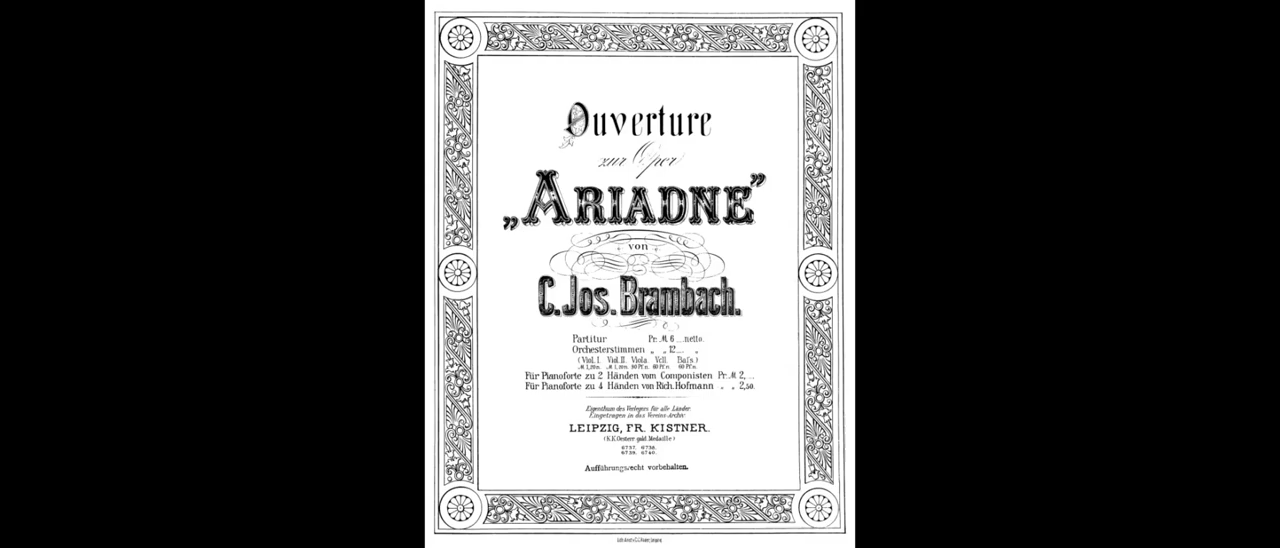 Ouverture
zur Oper
„ARIADNE”
von
C. Jos. Brambach.
Partitur Pr. M. 6 _ netto.
Orchesterstimmen „ „ 12 _ „
(Viol. I. Viol. II. Viola. Vcll. Bass.)
Für Pianoforte zu 2 Händen vom Componisten Pr. M. 2, _
Für Pianoforte zu 4 Händen von Rich. Hofmann „ „ 2,50.
Eigenthum des Verlegers für alle Länder.
Eingetragen in das Vereins-Archiv.
LEIPZIG, FR. KISTNER.
(K.K. Oesterr. gold. Medaille)
6737. 6738.
6739. 6740.
Aufführungsrecht vorbehalten.